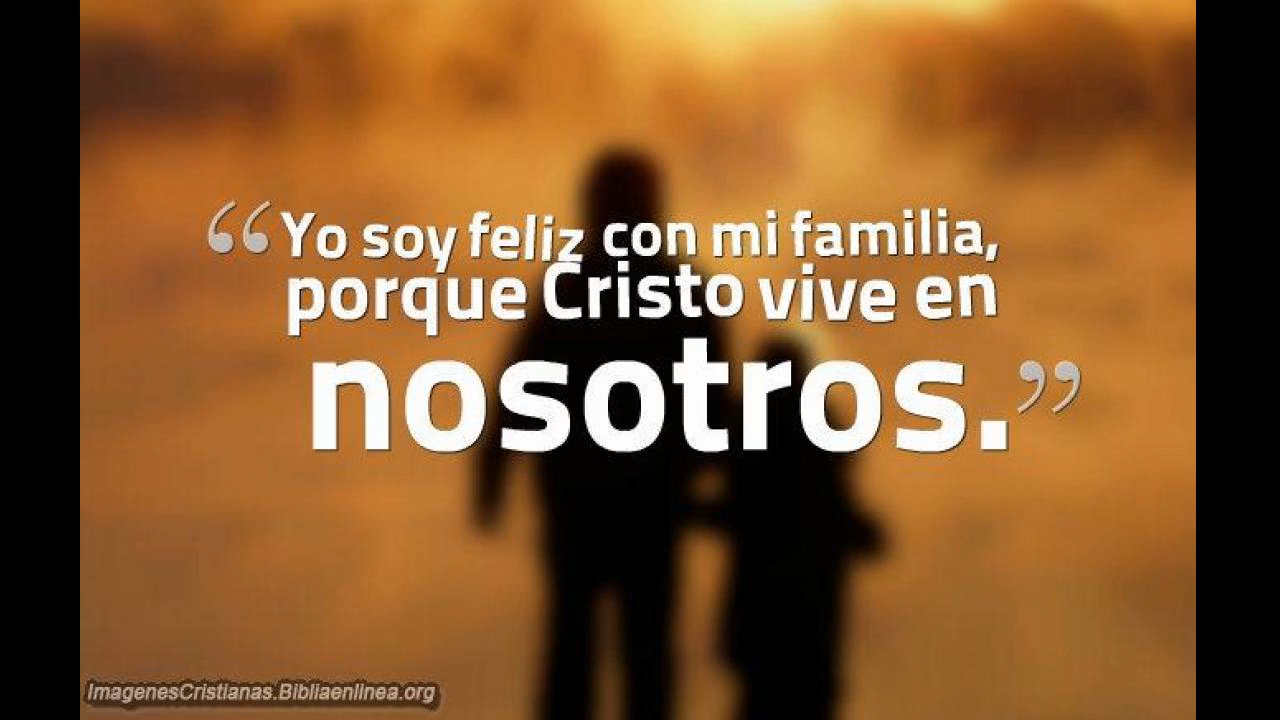 “Yo soy feliz con mi familia,
porque Cristo vive en
nosotros.”
ImagenesCristianas.Bibliaenlinea.org